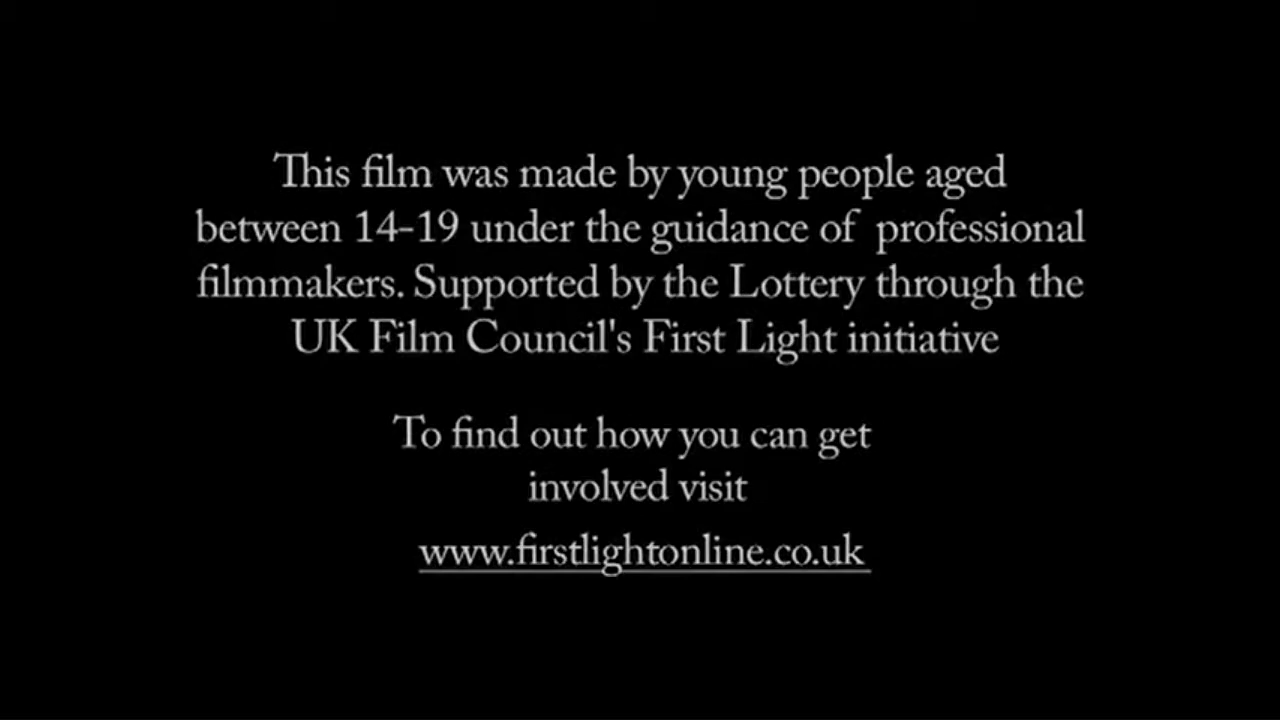 This film was made by young people aged
between 14-19 under the guidance of professional
filmmakers. Supported by the Lottery through the
UK Film Council's First Light initiative
To find out how you can get
involved visit
www.firstlightonline.co.uk